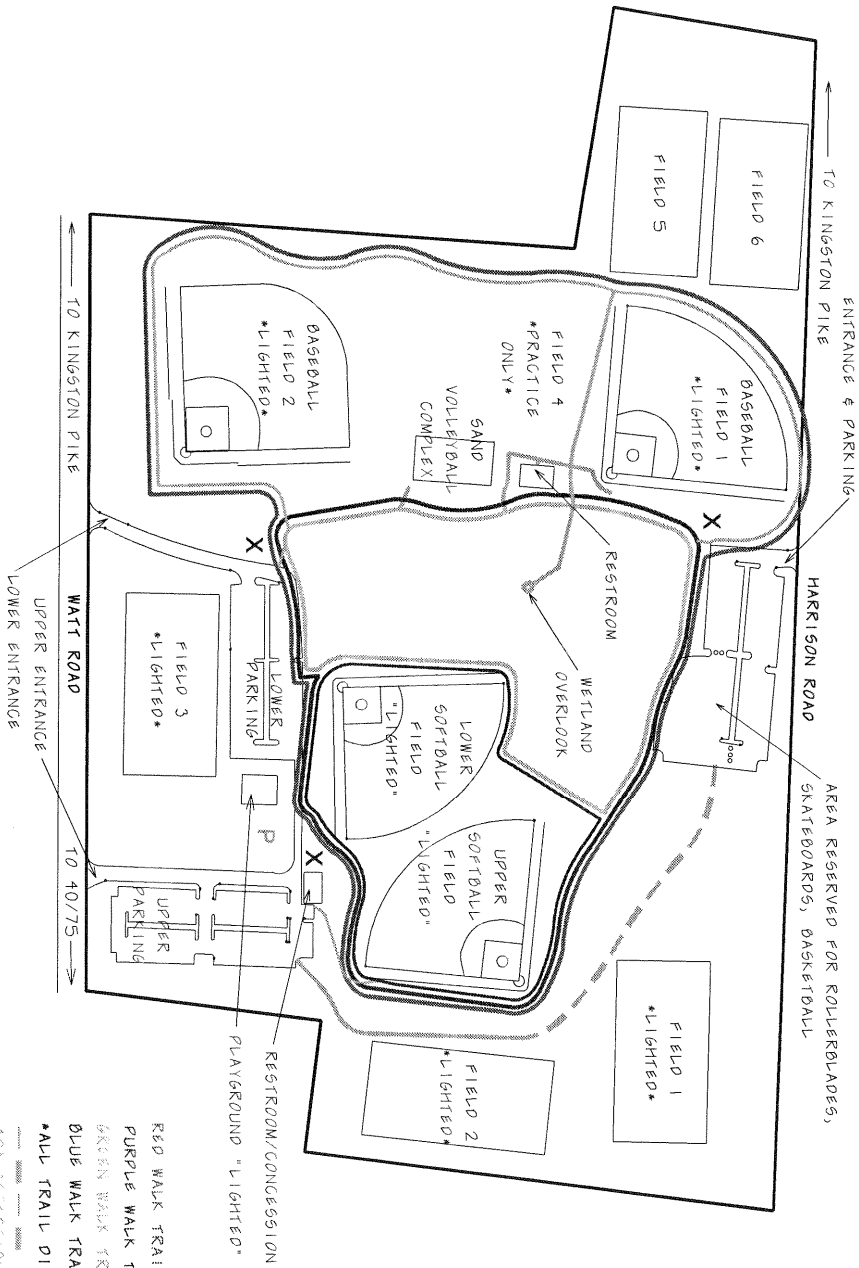 ← TO KINGSTON PIKE
ENTRANCE & PARKING
HARRISON ROAD
AREA RESERVED FOR ROLLERBLADES,
SKATEBOARDS, BASKETBALL
FIELD 6
FIELD 5
BASEBALL
FIELD 1
*LIGHTED*
FIELD 4
*PRACTICE
ONLY*
RESTROOM
SAND
VOLLEYBALL
COMPLEX
WETLAND
OVERLOOK
BASEBALL
FIELD 2
*LIGHTED*
X
X
X
LOWER
SOFTBALL
FIELD
"LIGHTED"
UPPER
SOFTBALL
FIELD
"LIGHTED"
FIELD 1
*LIGHTED*
FIELD 2
*LIGHTED*
LOWER
PARKING
FIELD 3
*LIGHTED*
P
UPPER
PARKING
← TO KINGSTON PIKE
WATT ROAD
TO 40/75 →
UPPER ENTRANCE
LOWER ENTRANCE
RESTROOM/CONCESSION
PLAYGROUND "LIGHTED"
RED WALK
PURPLE WALK
GREEN WALK
BLUE WALK
*ALL TRAIL